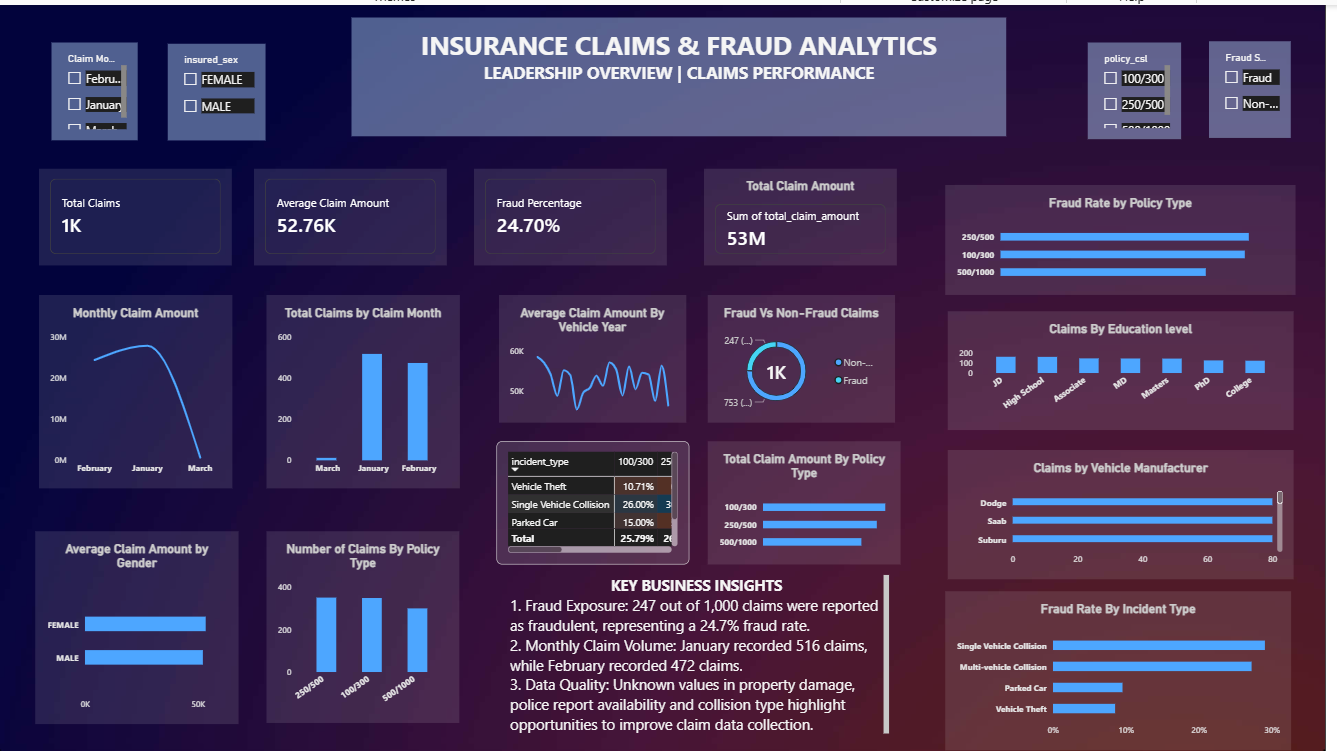 Customize page
Help
Claim Mo...
Febru...
January
insured_sex
FEMALE
MALE
INSURANCE CLAIMS & FRAUD ANALYTICS
LEADERSHIP OVERVIEW | CLAIMS PERFORMANCE
policy_csl
100/300
250/500
Fraud S...
Fraud
Non-...
Total Claims
1K
Average Claim Amount
52.76K
Fraud Percentage
24.70%
Total Claim Amount
Sum of total_claim_amount
53M
Fraud Rate by Policy Type
250/500
100/300
500/1000
Monthly Claim Amount
30M
20M
10M
0M
February January March
Total Claims by Claim Month
600
400
200
0
March January February
Average Claim Amount By
Vehicle Year
60K
50K
Fraud Vs Non-Fraud Claims
247 (...)
1K
753 (...)
Non-...
Fraud
Claims By Education level
200
100
0
JD High School Associate MD Masters PhD College
incident_type 100/300 25
Vehicle Theft 10.71%
Single Vehicle Collision 26.00% 3
Parked Car 15.00%
Total 25.79% 2
Total Claim Amount By Policy
Type
100/300
250/500
500/1000
Claims by Vehicle Manufacturer
Dodge
Saab
Suburu
0 20 40 60 80
Average Claim Amount by
Gender
FEMALE
MALE
0K 50K
Number of Claims By Policy
Type
400
200
0
250/500 100/300 500/1000
KEY BUSINESS INSIGHTS
1. Fraud Exposure: 247 out of 1,000 claims were reported
as fraudulent, representing a 24.7% fraud rate.
2. Monthly Claim Volume: January recorded 516 claims,
while February recorded 472 claims.
3. Data Quality: Unknown values in property damage,
police report availability and collision type highlight
opportunities to improve claim data collection.
Fraud Rate By Incident Type
Single Vehicle Collision
Multi-vehicle Collision
Parked Car
Vehicle Theft
0% 10% 20% 30%